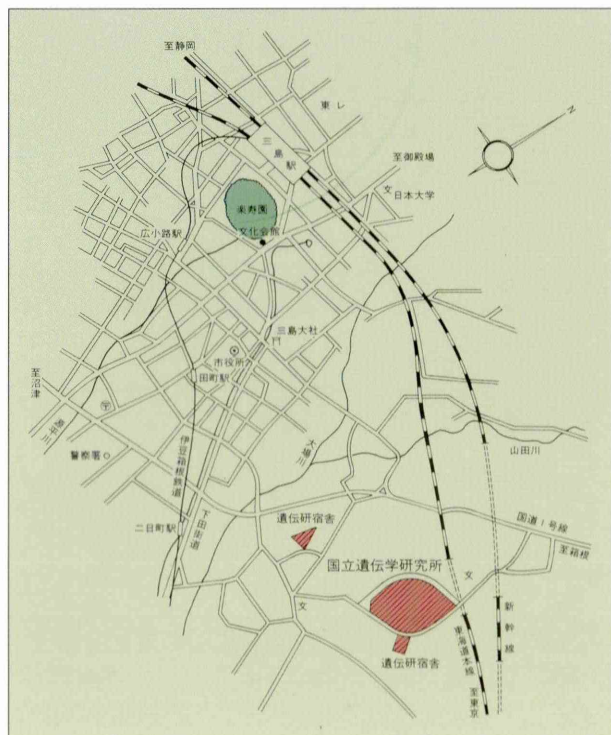 至静岡
東レ
三島駅
至御殿場
N
文
日本大学
楽寿園
文化会館
広小路駅
三島大社
市役所
田町駅
至沼津
〒
警察署
伊豆箱根鉄道
大場川
山田川
下田街道
二日町駅
遺伝研宿舎
国道1号線
至箱根
国立遺伝学研究所
文
文
新幹線
東海道本線
遺伝研宿舎
至東京